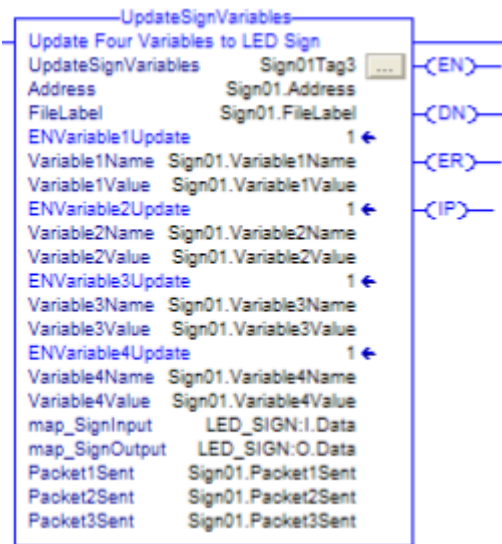 UpdateSignVariables
Update Four Variables to LED Sign
UpdateSignVariables Sign01Tag3 ... (EN)
Address Sign01.Address
FileLabel Sign01.FileLabel (DN)
ENVariable1Update 1
Variable1Name Sign01.Variable1Name (ER)
Variable1Value Sign01.Variable1Value
ENVariable2Update 1 (IP)
Variable2Name Sign01.Variable2Name
Variable2Value Sign01.Variable2Value
ENVariable3Update 1
Variable3Name Sign01.Variable3Name
Variable3Value Sign01.Variable3Value
ENVariable4Update 1
Variable4Name Sign01.Variable4Name
Variable4Value Sign01.Variable4Value
map_SignInput LED_SIGN:I.Data
map_SignOutput LED_SIGN:O.Data
Packet1Sent Sign01.Packet1Sent
Packet2Sent Sign01.Packet2Sent
Packet3Sent Sign01.Packet3Sent